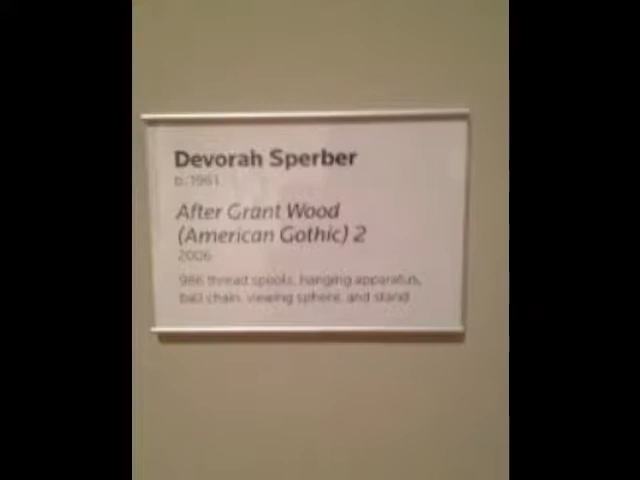 Devorah Sperber
b. 1961
After Grant Wood
(American Gothic) 2
2006
986 thread spools, hanging apparatus,
ball chain, viewing sphere, and stand